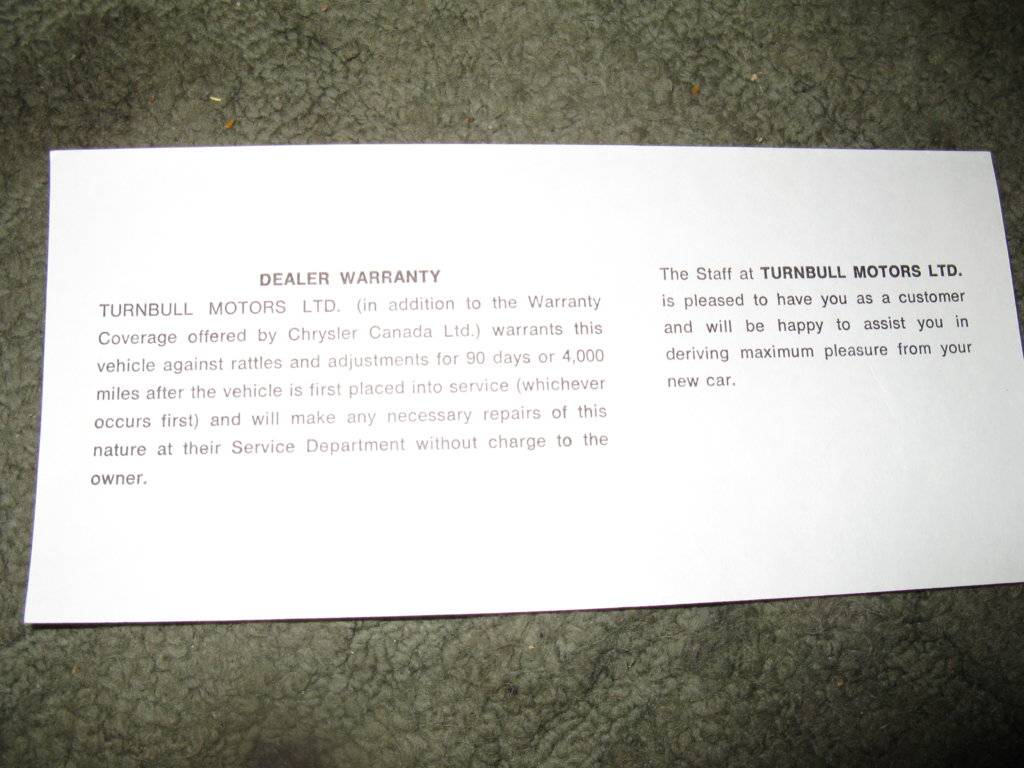 DEALER WARRANTY
TURNBULL MOTORS LTD. (in addition to the Warranty
Coverage offered by Chrysler Canada Ltd.) warrants this
vehicle against rattles and adjustments for 90 days or 4,000
miles after the vehicle is first placed into service (whichever
occurs first) and will make any necessary repairs of this
nature at their Service Department without charge to the
owner.
The Staff at TURNBULL MOTORS LTD.
is pleased to have you as a customer
and will be happy to assist you in
deriving maximum pleasure from your
new car.